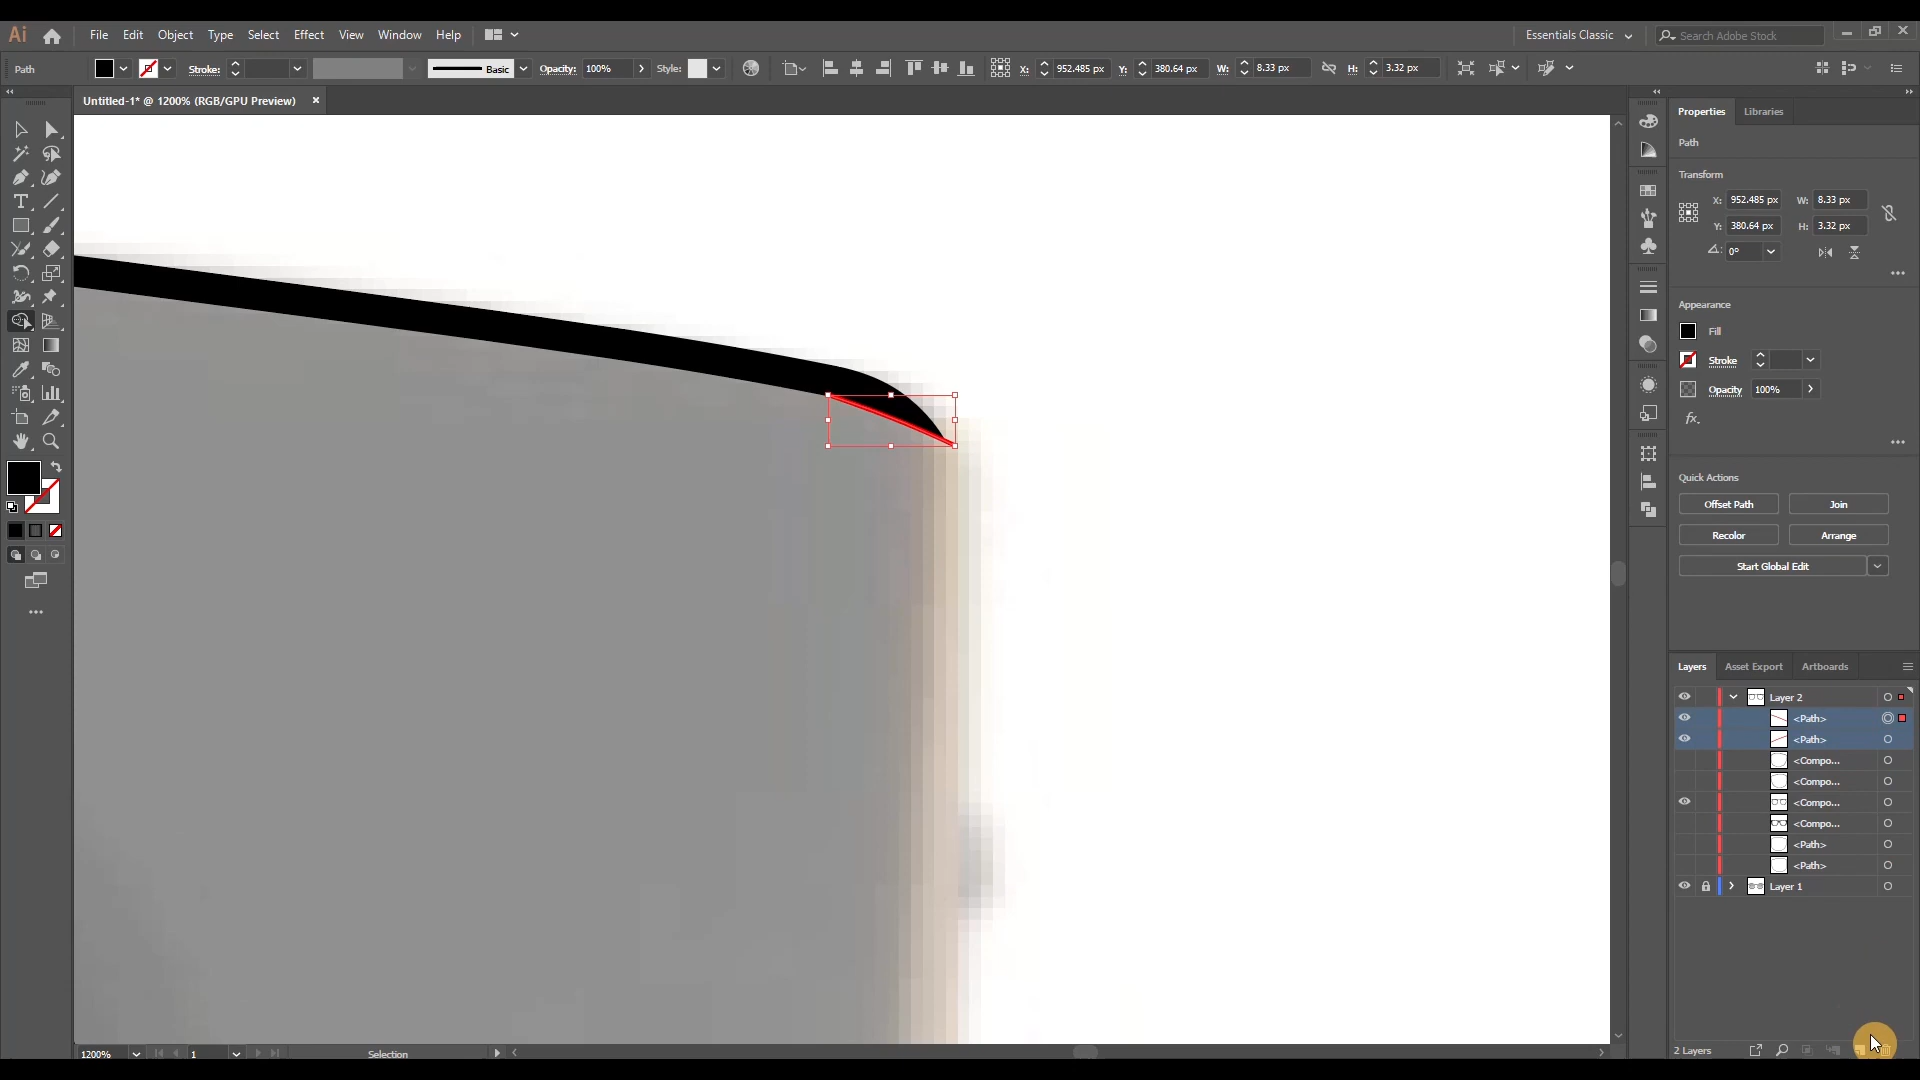 Ai File Edit Object Type Select Effect View Window Help Essentials Classic Search Adobe Stock
Path Stroke: Basic Opacity: 100% Style: X: 952.485 px Y: 380.64 px W: 8.33 px H: 3.32 px
Untitled-1* @ 1200% (RGB/GPU Preview) ×
Properties Libraries
Path
Transform
X: 952.485 px W: 8.33 px
Y: 380.64 px H: 3.32 px
0°
Appearance
Fill
Stroke
Opacity 100%
fx.
Quick Actions
Offset Path Join
Recolor Arrange
Start Global Edit
Layers Asset Export Artboards
Layer 2
<Path>
<Path>
<Compo...
<Compo...
<Compo...
<Compo...
<Path>
<Path>
Layer 1
1200% 1 Selection 2 Layers